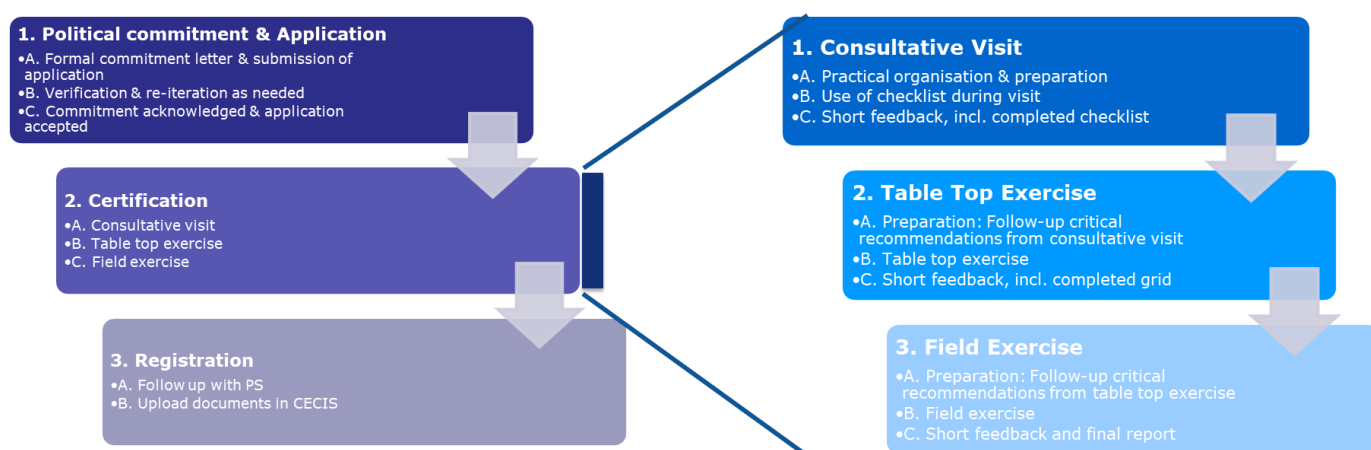 1. Political commitment & Application
•A. Formal commitment letter & submission of
application
•B. Verification & re-iteration as needed
•C. Commitment acknowledged & application
accepted
2. Certification
•A. Consultative visit
•B. Table top exercise
•C. Field exercise
3. Registration
•A. Follow up with PS
•B. Upload documents in CECIS
1. Consultative Visit
•A. Practical organisation & preparation
•B. Use of checklist during visit
•C. Short feedback, incl. completed checklist
2. Table Top Exercise
•A. Preparation: Follow-up critical
recommendations from consultative visit
•B. Table top exercise
•C. Short feedback, incl. completed grid
3. Field Exercise
•A. Preparation: Follow-up critical
recommendations from table top exercise
•B. Field exercise
•C. Short feedback and final report